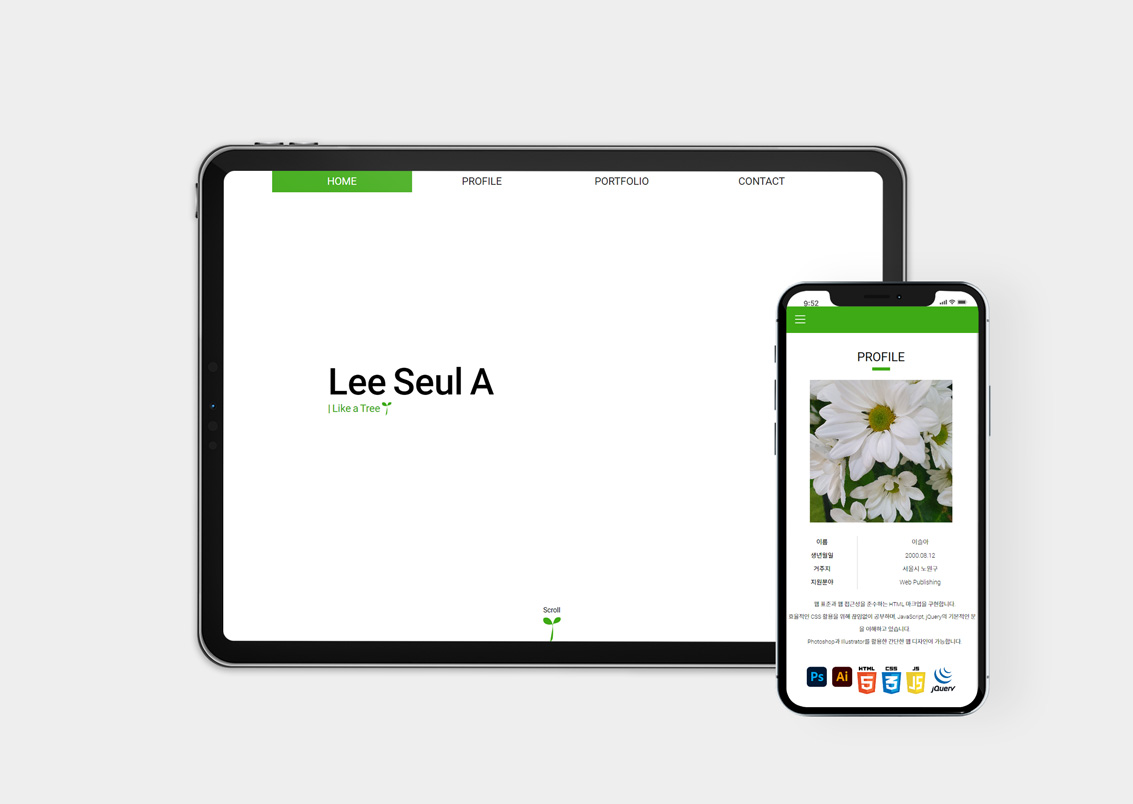 HOME
PROFILE
PORTFOLIO
CONTACT
Lee Seul A
| Like a Tree
Scroll
9:52
PROFILE
이름 이슬아
생년월일 2000.08.12
거주지 서울시 노원구
지원분야 Web Publishing
웹 표준과 웹 접근성을 준수하는 HTML 마크업을 구현합니다.
효율적인 CSS 활용을 위해 끊임없이 공부하며, JavaScript, jQuery의 기본적인 문
을 이해하고 있습니다.
Photoshop과 Illustrator를 활용한 간단한 웹 디자인이 가능합니다.
Ps Ai HTML 5 CSS 3 JS JS jQuery